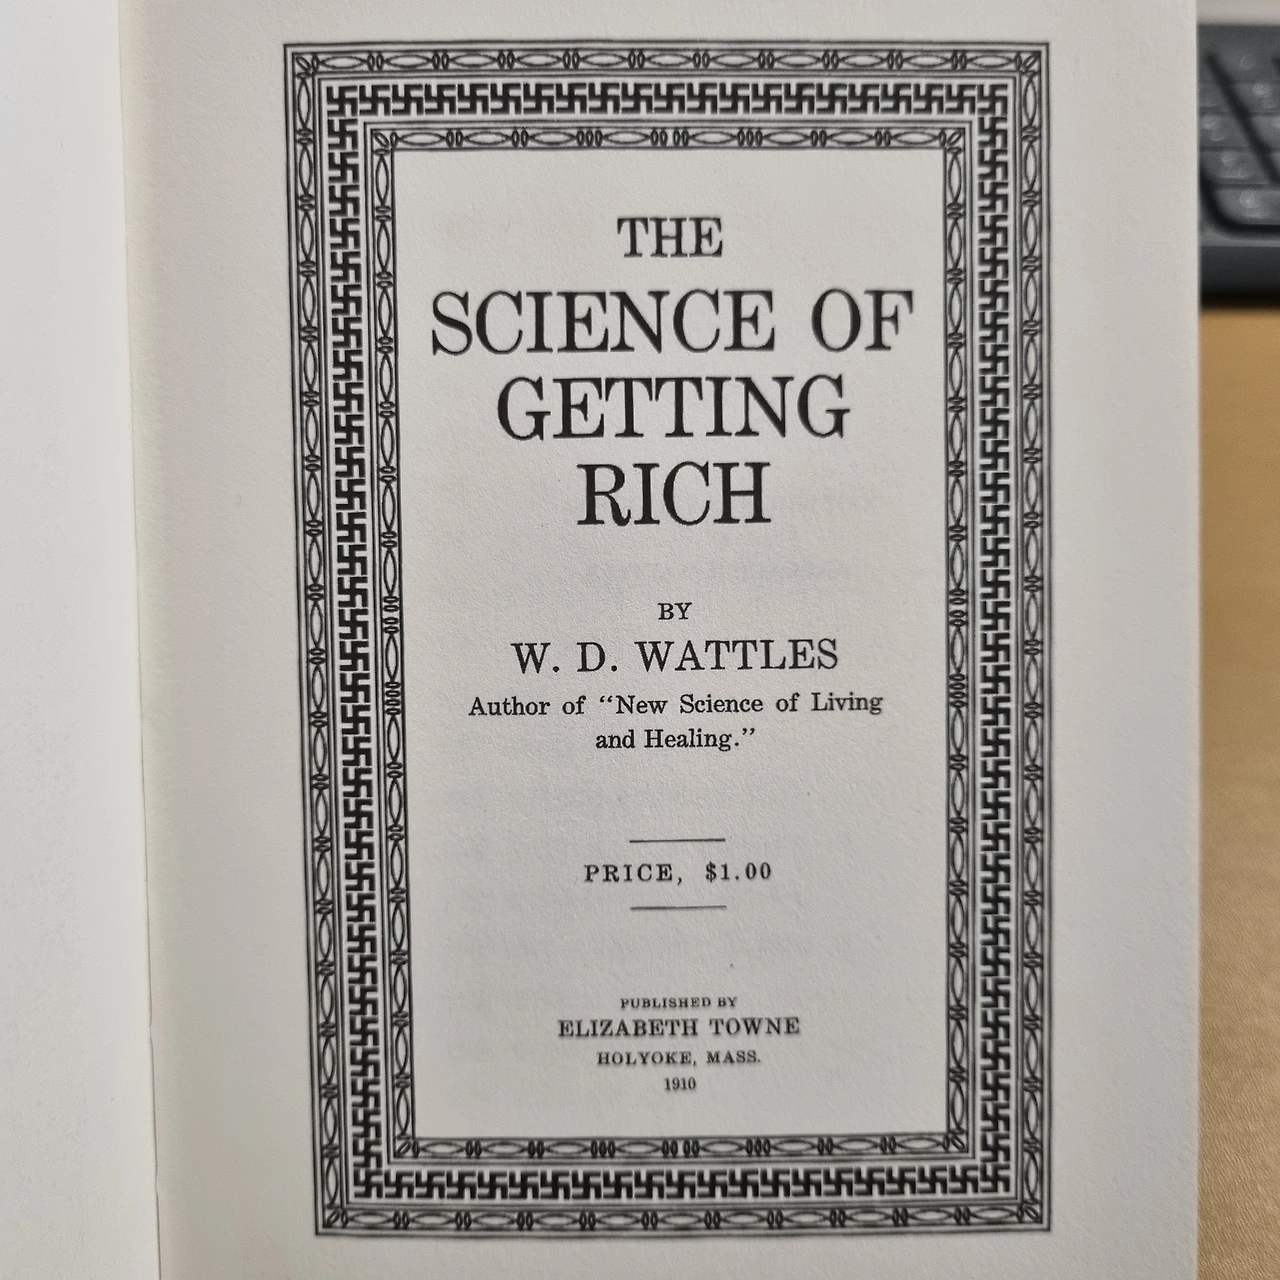 THE
SCIENCE OF
GETTING
RICH
BY
W. D. WATTLES
Author of “New Science of Living
and Healing.”
PRICE, $1.00
PUBLISHED BY
ELIZABETH TOWNE
HOLYOKE, MASS.
1910